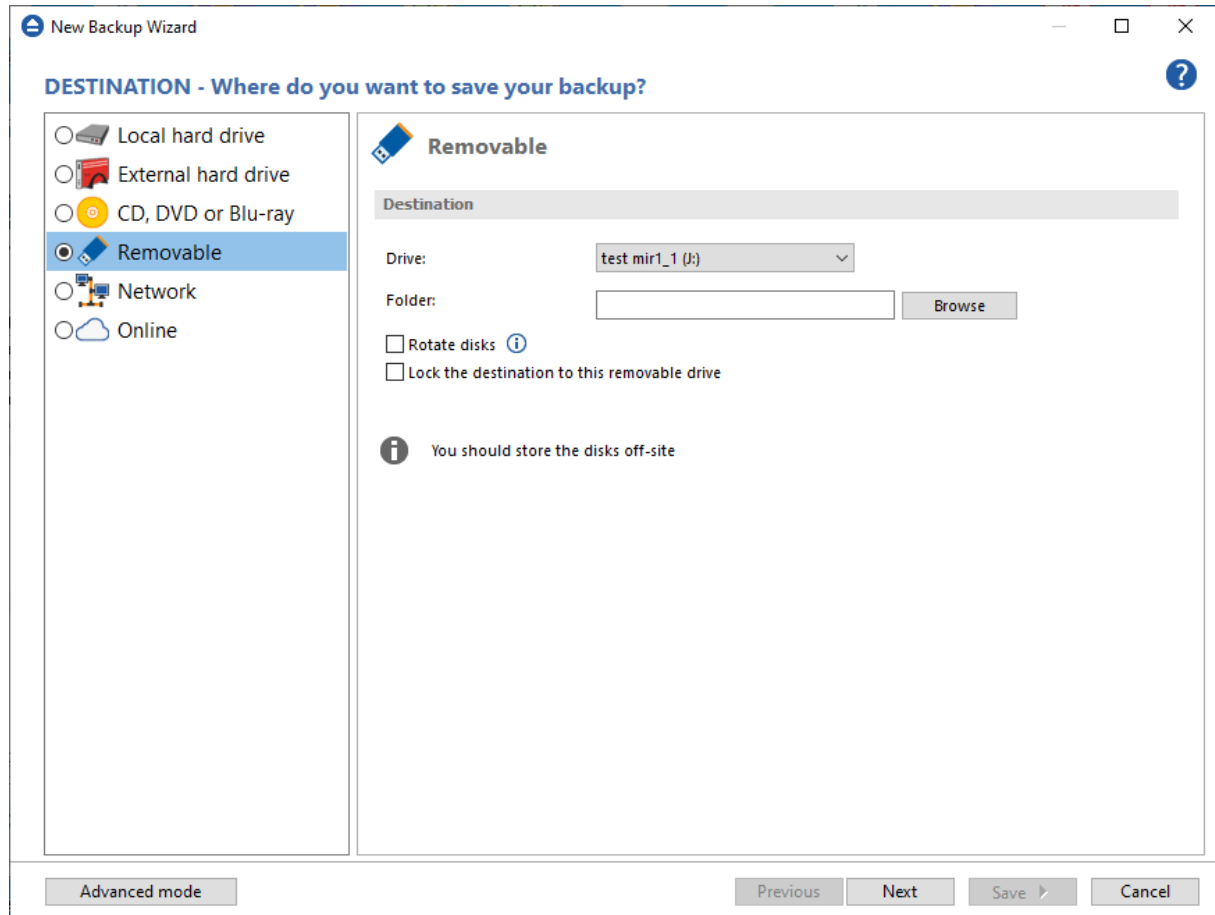 New Backup Wizard
DESTINATION - Where do you want to save your backup?
?
Local hard drive
External hard drive
CD, DVD or Blu-ray
Removable
Network
Online
Removable
Destination
Drive: test mir1_1 (J:)
Folder: Browse
Rotate disks i
Lock the destination to this removable drive
i You should store the disks off-site
Advanced mode Previous Next Save Cancel